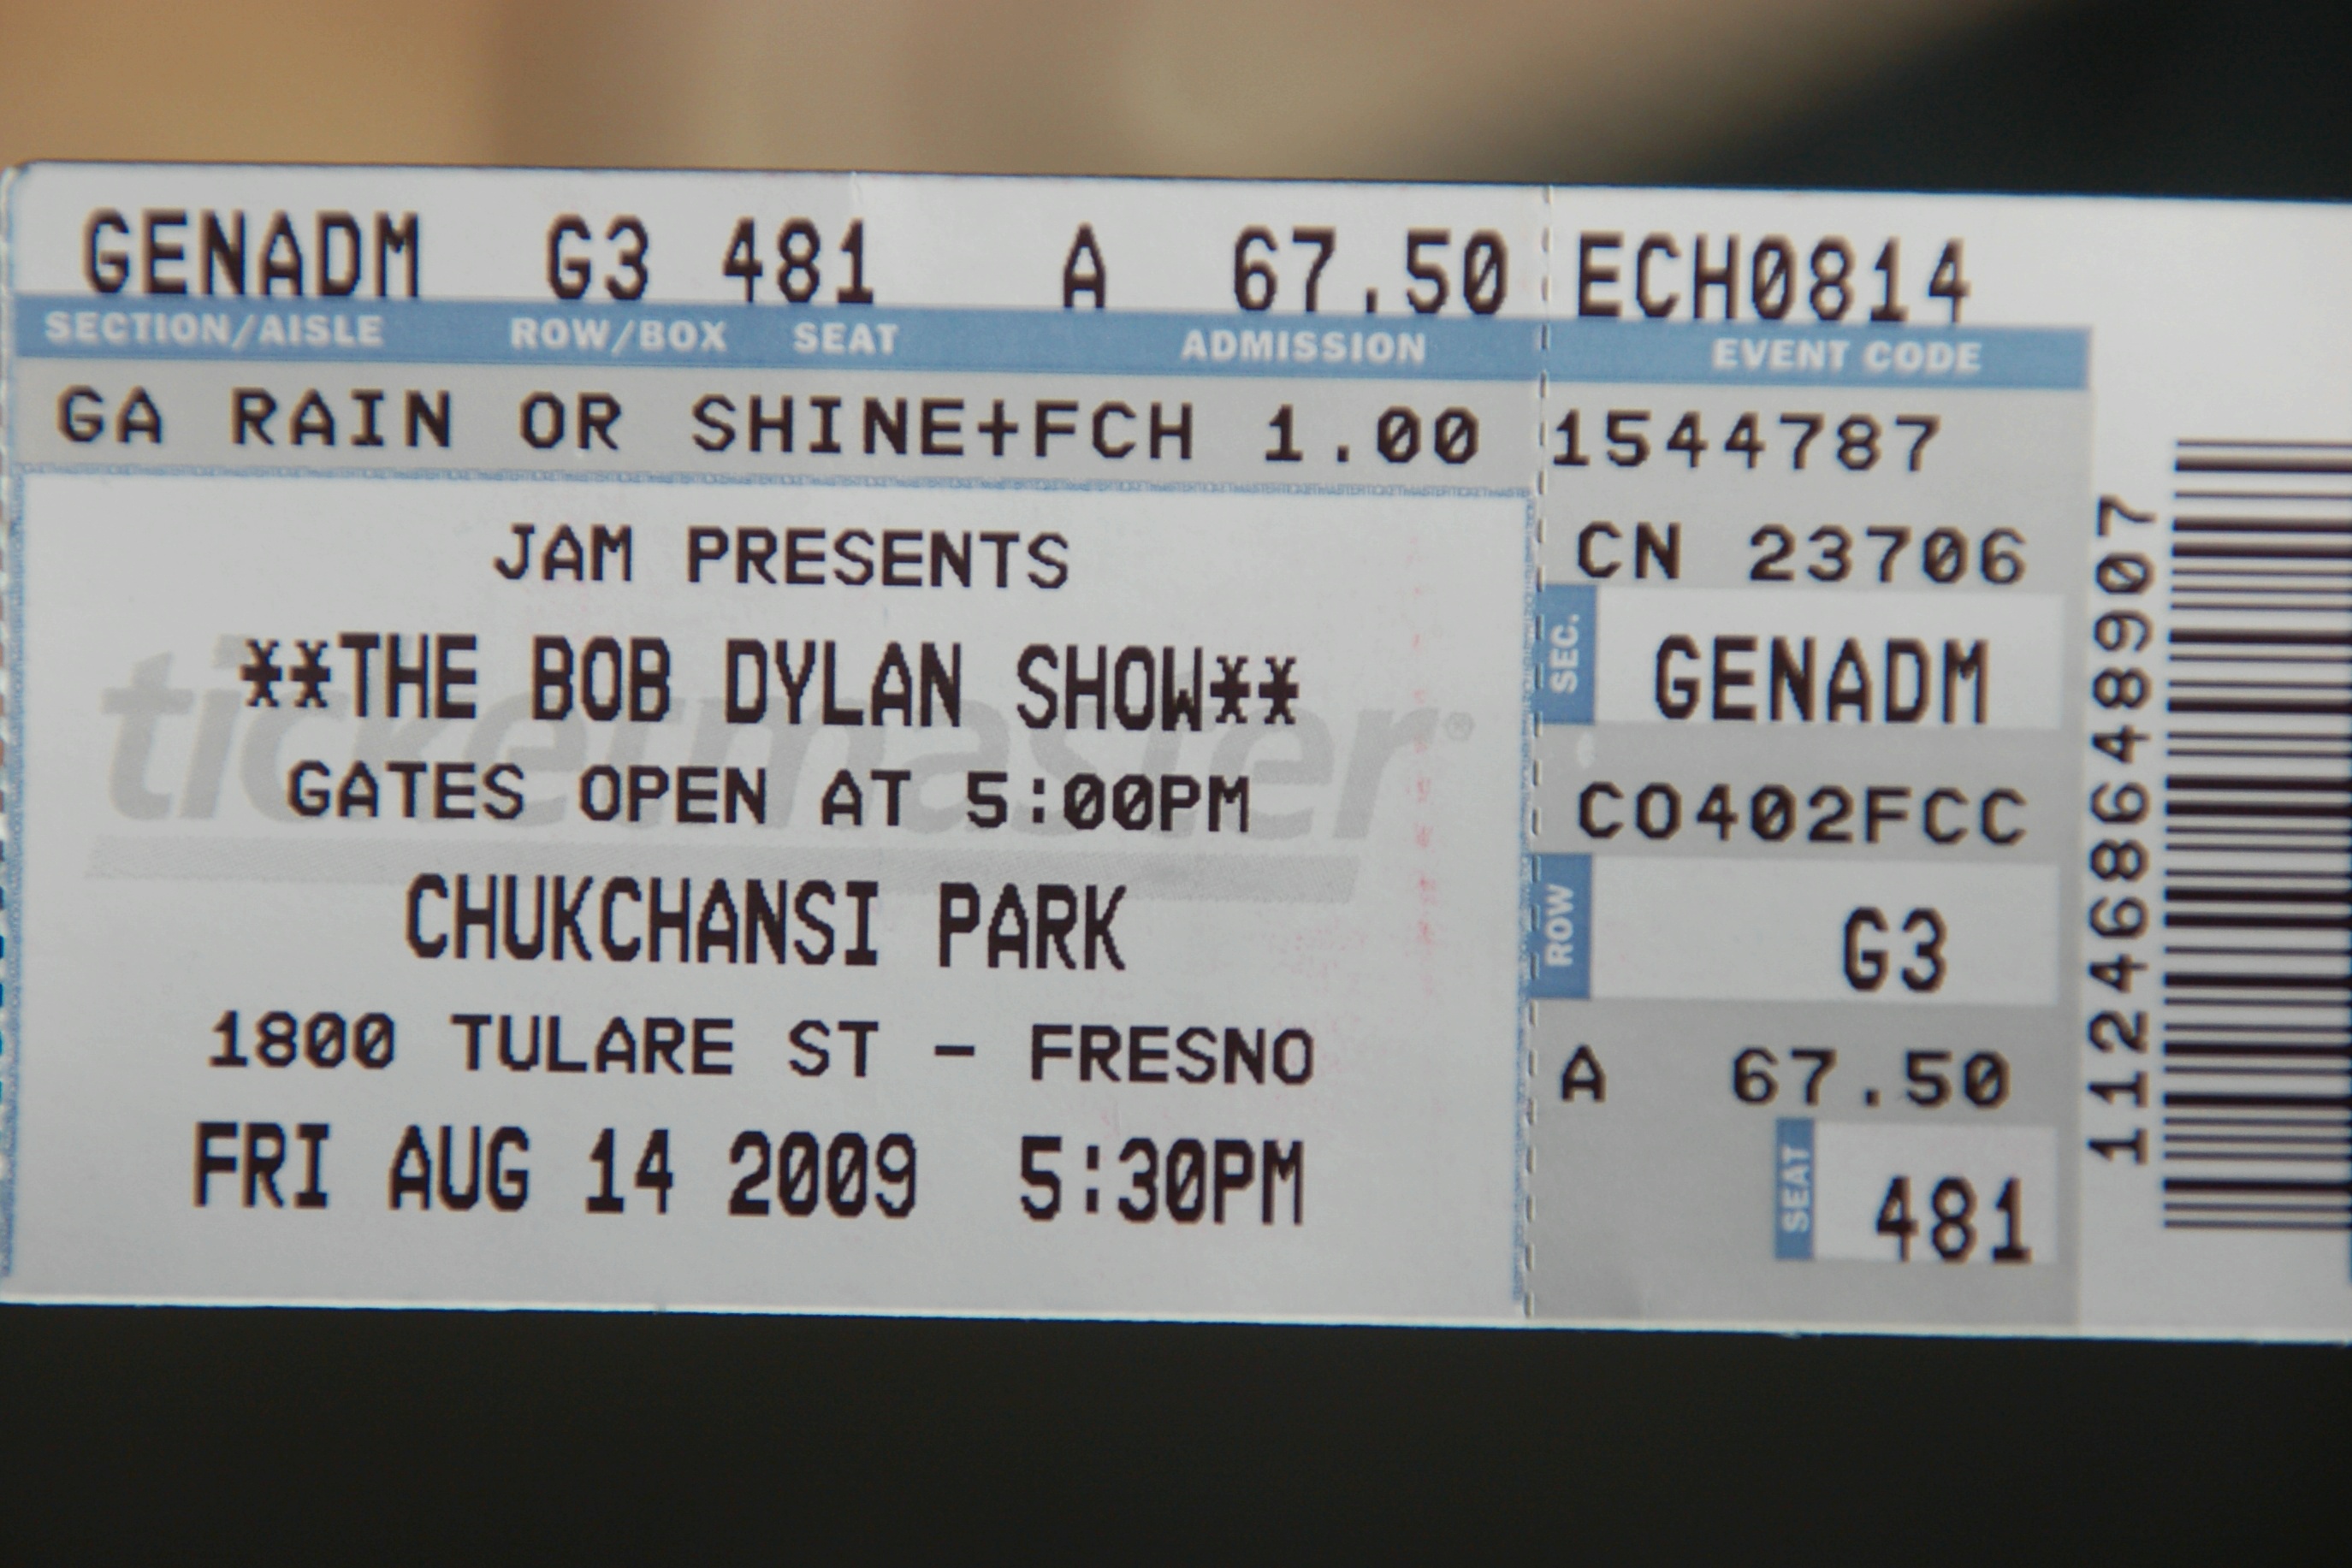 GENADM G3 481 A 67.50 ECH0814
SECTION/AISLE ROW/BOX SEAT ADMISSION EVENT CODE
GA RAIN OR SHINE+FCH 1.00 1544787
JAM PRESENTS
**THE BOB DYLAN SHOW**
GATES OPEN AT 5:00PM
CHUKCHANSI PARK
1800 TULARE ST - FRESNO
FRI AUG 14 2009 5:30PM
ticketmaster®
CN 23706
SEC. GENADM
CO402FCC
ROW G3
A 67.50
SEAT 481
112468648907